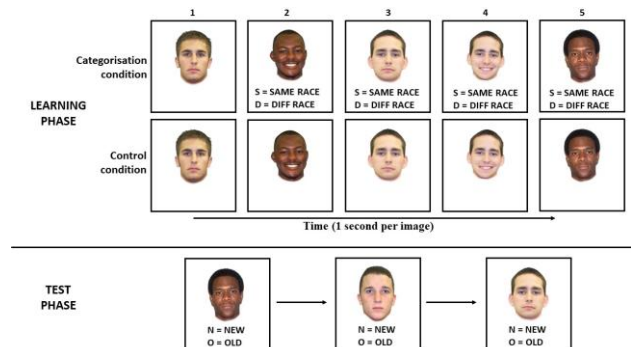 1 2 3 4 5
Categorisation
condition
S = SAME RACE S = SAME RACE S = SAME RACE S = SAME RACE
D = DIFF RACE D = DIFF RACE D = DIFF RACE D = DIFF RACE
LEARNING
PHASE
Control
condition
Time (1 second per image)
TEST
PHASE
N = NEW N = NEW N = NEW
O = OLD O = OLD O = OLD